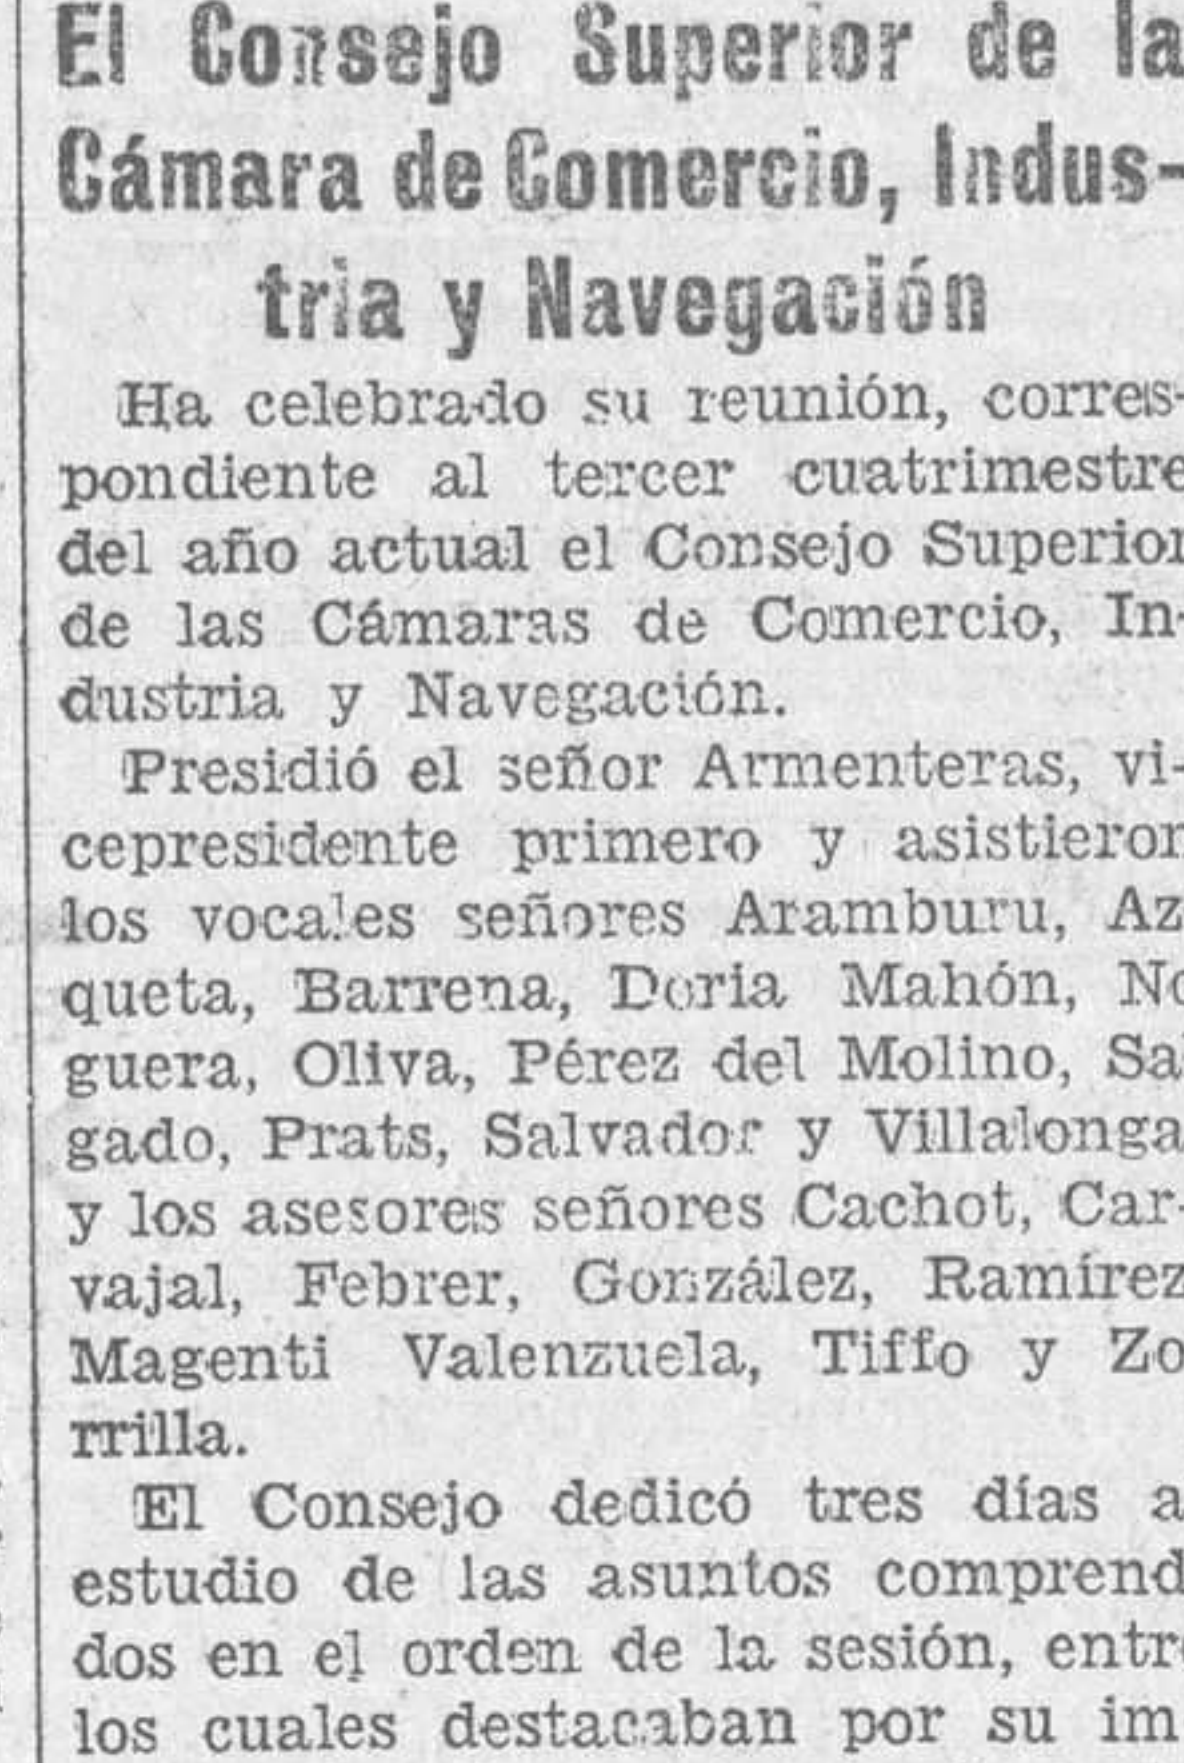 El Consejo Superior de la
Cámara de Comercio, Indus-
tria y Navegación
Ha celebrado su reunión, corres-
pondiente al tercer cuatrimestre
del año actual el Consejo Superior
de las Cámaras de Comercio, In-
dustria y Navegación.
Presidió el señor Armenteras, vi-
cepresidente primero y asistieron
los vocales señores Aramburu, Az
queta, Barrena, Doria Mahón, No
guera, Oliva, Pérez del Molino, Sal
gado, Prats, Salvador y Villalonga
y los asesores señores Cachot, Car-
vajal, Febrer, González, Ramírez
Magenti Valenzuela, Tiffo y Zo
rrilla.
El Consejo dedicó tres días a
estudio de las asuntos comprend
dos en el orden de la sesión, entre
los cuales destacaban por su im